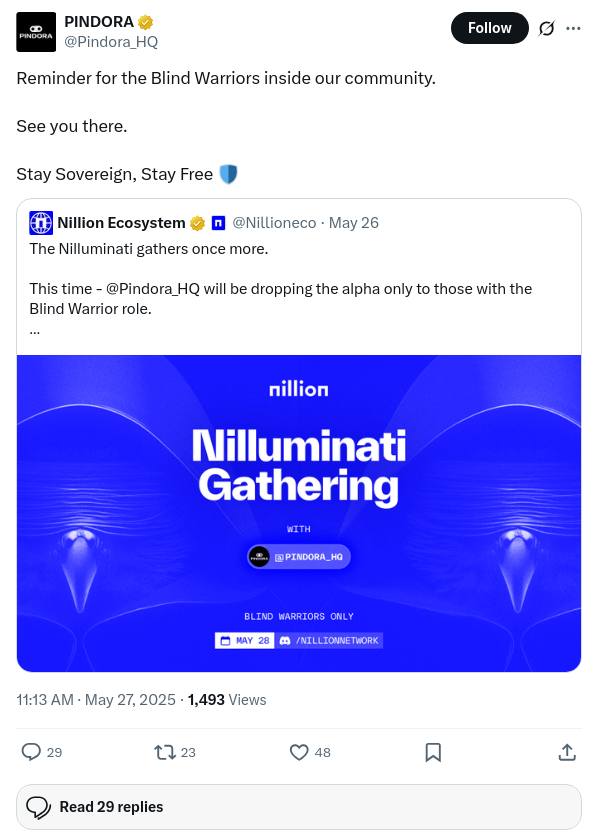 PINDORA
PINDORA
@Pindora_HQ
Follow
Reminder for the Blind Warriors inside our community.
See you there.
Stay Sovereign, Stay Free
Nillion Ecosystem @Nillioneco · May 26
The Nilluminati gathers once more.
This time - @Pindora_HQ will be dropping the alpha only to those with the
Blind Warrior role.
...
nillion
Nilluminati
Gathering
WITH
PINDORA @PINDORA_HQ
BLIND WARRIORS ONLY
MAY 28 /NILLIONNETWORK
11:13 AM · May 27, 2025 · 1,493 Views
29 23 48
Read 29 replies